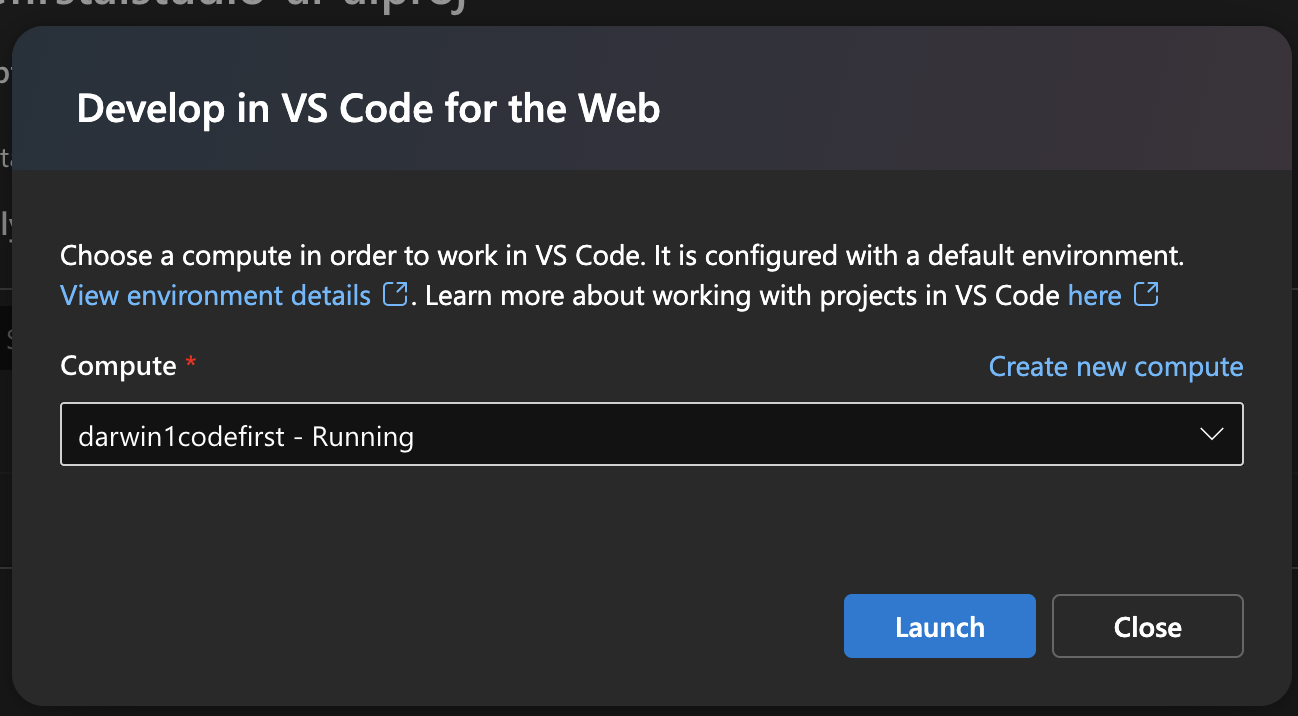 Develop in VS Code for the Web
Choose a compute in order to work in VS Code. It is configured with a default environment.
View environment details. Learn more about working with projects in VS Code here
Compute *
Create new compute
darwin1codefirst - Running
Launch
Close